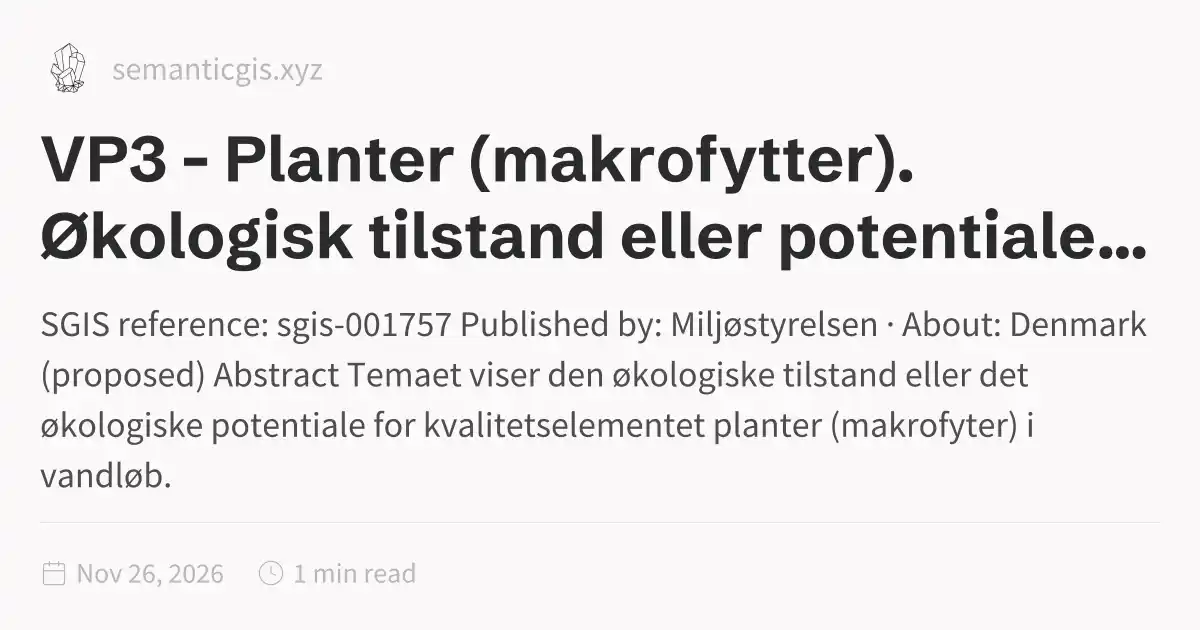 semanticgis.xyz
VP3 - Planter (makrofytter).
Økologisk tilstand eller potentiale...
SGIS reference: sgis-001757 Published by: Miljøstyrelsen · About: Denmark
(proposed) Abstract Temaet viser den økologiske tilstand eller det
økologiske potentiale for kvalitetselementet planter (makrofyter) i
vandløb.
Nov 26, 2026 1 min read